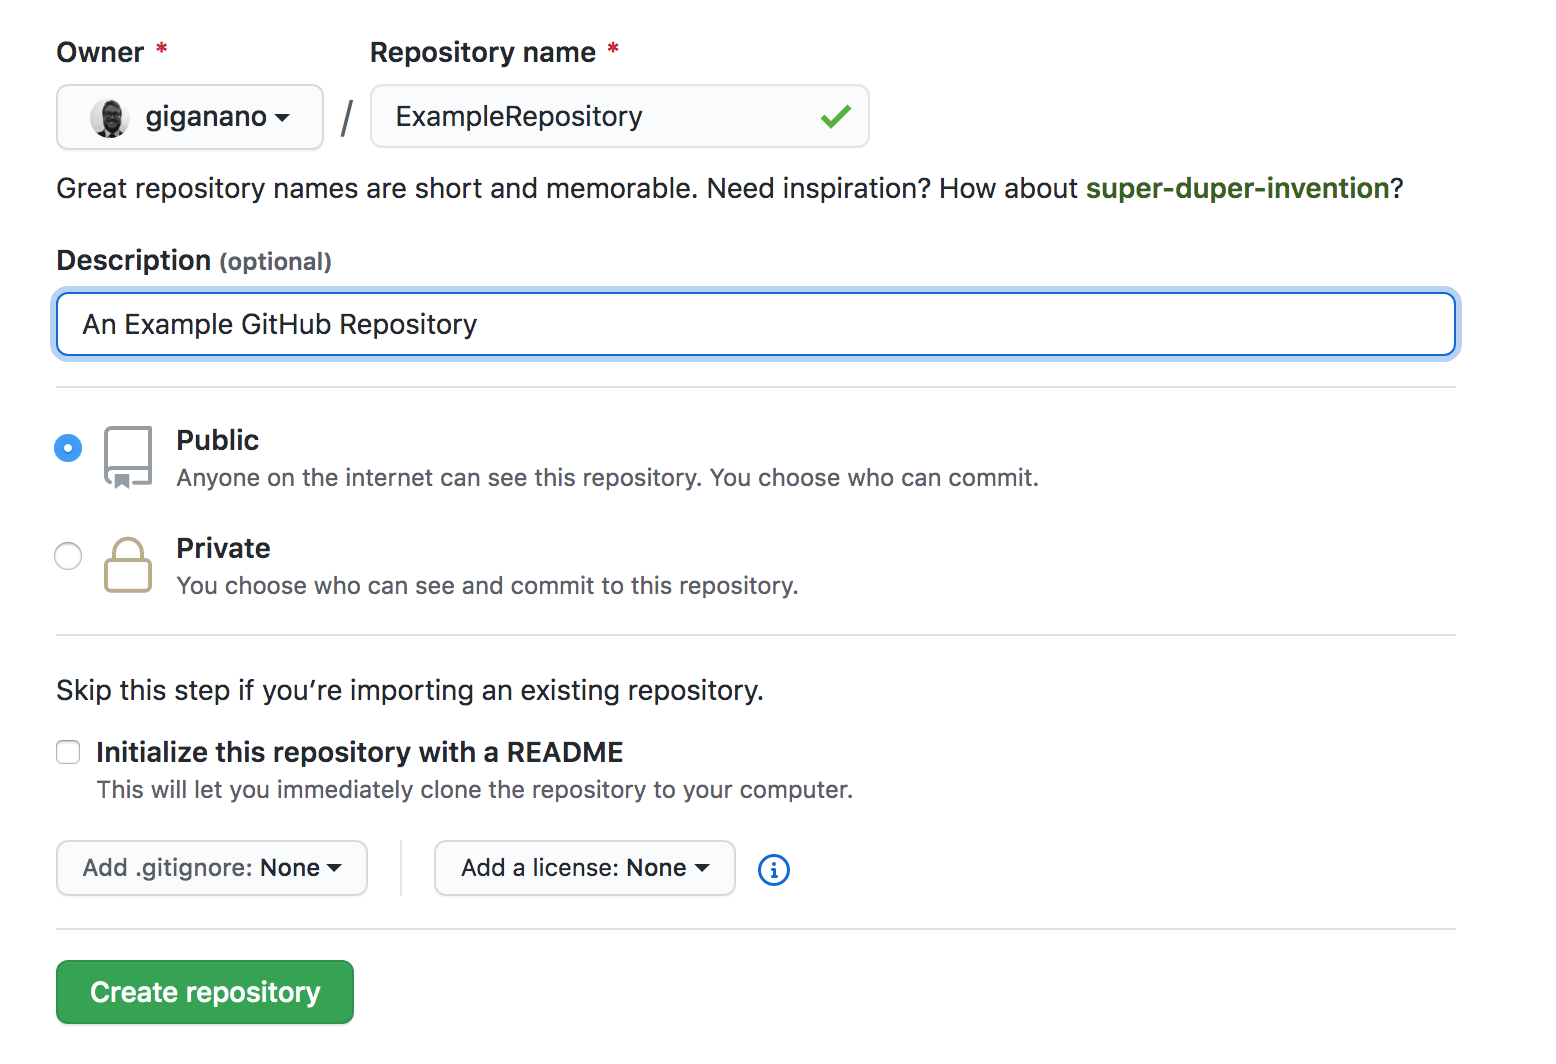 Owner * Repository name *
giganano / ExampleRepository
Great repository names are short and memorable. Need inspiration? How about super-duper-invention?
Description (optional)
An Example GitHub Repository
Public
Anyone on the internet can see this repository. You choose who can commit.
Private
You choose who can see and commit to this repository.
Skip this step if you’re importing an existing repository.
Initialize this repository with a README
This will let you immediately clone the repository to your computer.
Add .gitignore: None Add a license: None
Create repository